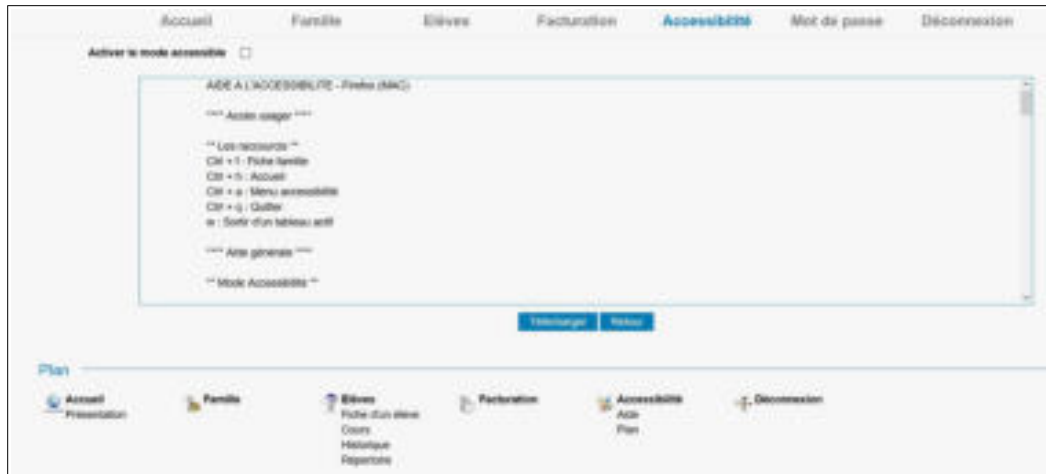 Accueil Famille Elèves Facturation Accessibilité Mot de passe Déconnexion
Activer le mode accessible
AIDE A L'ACCESSIBILITE - Firefox (MAC)
**** Accès usager ****
** Les raccourcis **
Ctrl + f : Fiche famille
Ctrl + h : Accueil
Ctrl + a : Menu accessibilité
Ctrl + q : Quitter
w : Sortir d'un tableau actif
**** Aide générale ****
** Mode Accessibilité **
Télécharger Retour
Plan
Accueil Famille Elèves Facturation Accessibilité Déconnexion
Présentation Fiche d'un élève Aide
Cours Plan
Historique
Répertoire